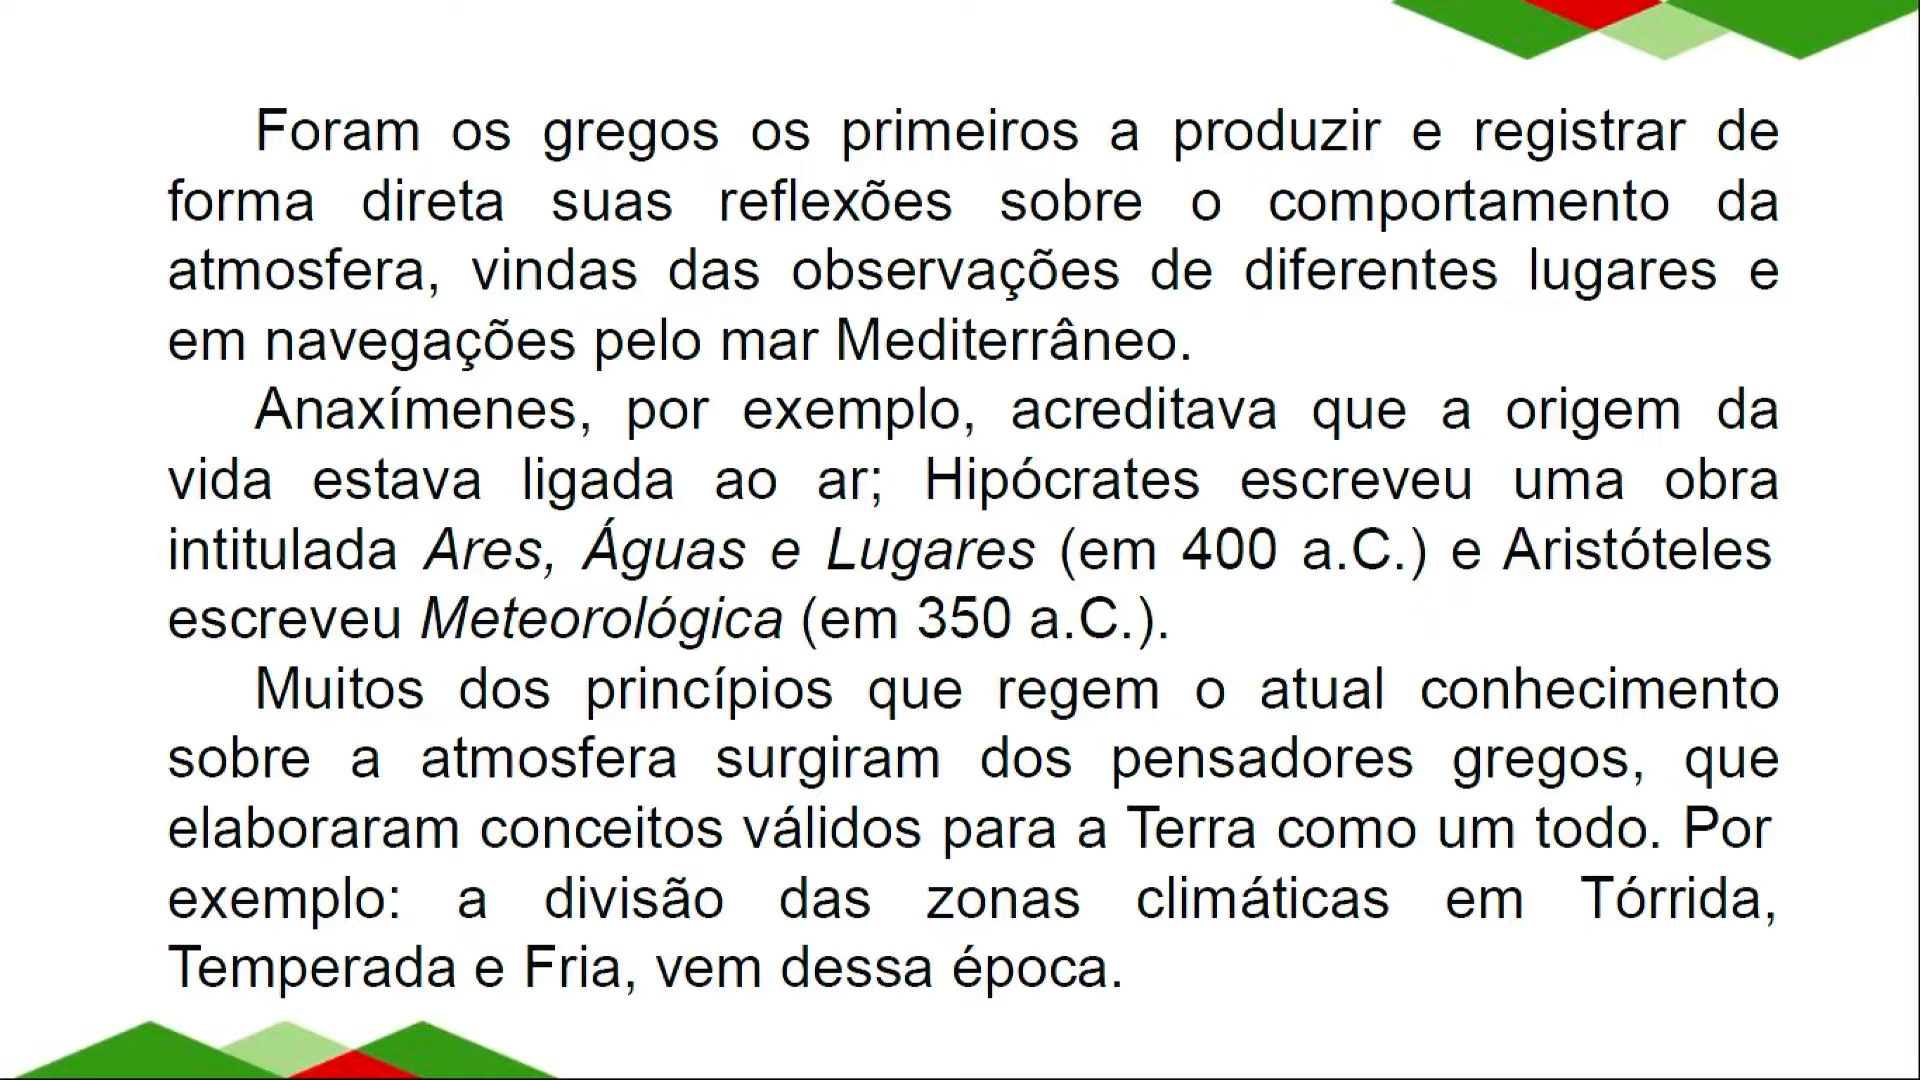 Foram os gregos os primeiros a produzir e registrar de
forma direta suas reflexões sobre o comportamento da
atmosfera, vindas das observações de diferentes lugares e
em navegações pelo mar Mediterrâneo.
Anaxímenes, por exemplo, acreditava que a origem da
vida estava ligada ao ar; Hipócrates escreveu uma obra
intitulada Ares, Águas e Lugares (em 400 a.C.) e Aristóteles
escreveu Meteorológica (em 350 a.C.).
Muitos dos princípios que regem o atual conhecimento
sobre a atmosfera surgiram dos pensadores gregos, que
elaboraram conceitos válidos para a Terra como um todo. Por
exemplo: a divisão das zonas climáticas em Tórrida,
Temperada e Fria, vem dessa época.